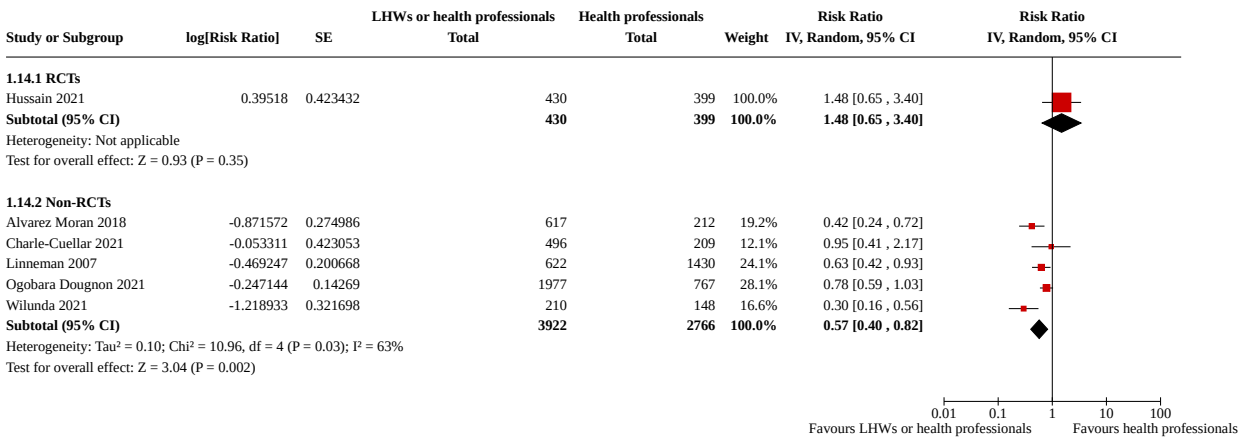 LHWs or health professionals Health professionals Risk Ratio Risk Ratio
Study or Subgroup log[Risk Ratio] SE Total Total Weight IV, Random, 95% CI IV, Random, 95% CI
1.14.1 RCTs
Hussain 2021 0.39518 0.423432 430 399 100.0% 1.48 [0.65 , 3.40]
Subtotal (95% CI) 430 399 100.0% 1.48 [0.65 , 3.40]
Heterogeneity: Not applicable
Test for overall effect: Z = 0.93 (P = 0.35)
1.14.2 Non-RCTs
Alvarez Moran 2018 -0.871572 0.274986 617 212 19.2% 0.42 [0.24 , 0.72]
Charle-Cuellar 2021 -0.053311 0.423053 496 209 12.1% 0.95 [0.41 , 2.17]
Linneman 2007 -0.469247 0.200668 622 1430 24.1% 0.63 [0.42 , 0.93]
Ogobara Dougnon 2021 -0.247144 0.14269 1977 767 28.1% 0.78 [0.59 , 1.03]
Wilunda 2021 -1.218933 0.321698 210 148 16.6% 0.30 [0.16 , 0.56]
Subtotal (95% CI) 3922 2766 100.0% 0.57 [0.40 , 0.82]
Heterogeneity: Tau² = 0.10; Chi² = 10.96, df = 4 (P = 0.03); I² = 63%
Test for overall effect: Z = 3.04 (P = 0.002)
0.01 0.1 1 10 100
Favours LHWs or health professionals Favours health professionals